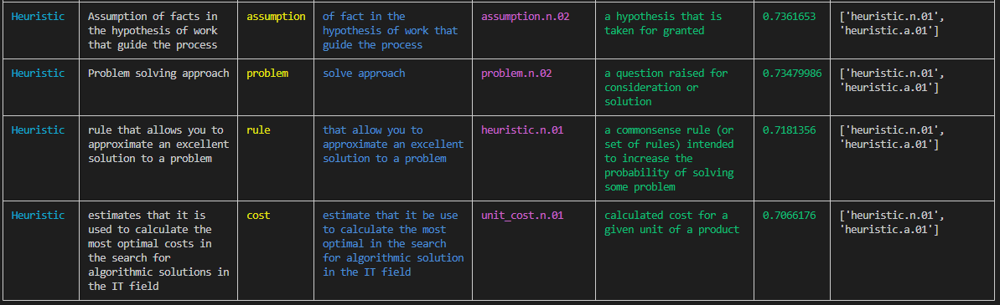 Heuristic
Assumption of facts in
the hypothesis of work
that guide the process
assumption
of fact in the
hypothesis of work that
guide the process
assumption.n.02
a hypothesis that is
taken for granted
0.7361653
['heuristic.n.01',
'heuristic.a.01']
Heuristic
Problem solving approach
problem
solve approach
problem.n.02
a question raised for
consideration or
solution
0.73479986
['heuristic.n.01',
'heuristic.a.01']
Heuristic
rule that allows you to
approximate an excellent
solution to a problem
rule
that allow you to
approximate an excellent
solution to a problem
heuristic.n.01
a commonsense rule (or
set of rules) intended
to increase the
probability of solving
some problem
0.7181356
['heuristic.n.01',
'heuristic.a.01']
Heuristic
estimates that it is
used to calculate the
most optimal costs in
the search for
algorithmic solutions in
the IT field
cost
estimate that it be use
to calculate the most
optimal in the search
for algorithmic solution
in the IT field
unit_cost.n.01
calculated cost for a
given unit of a product
0.7066176
['heuristic.n.01',
'heuristic.a.01']